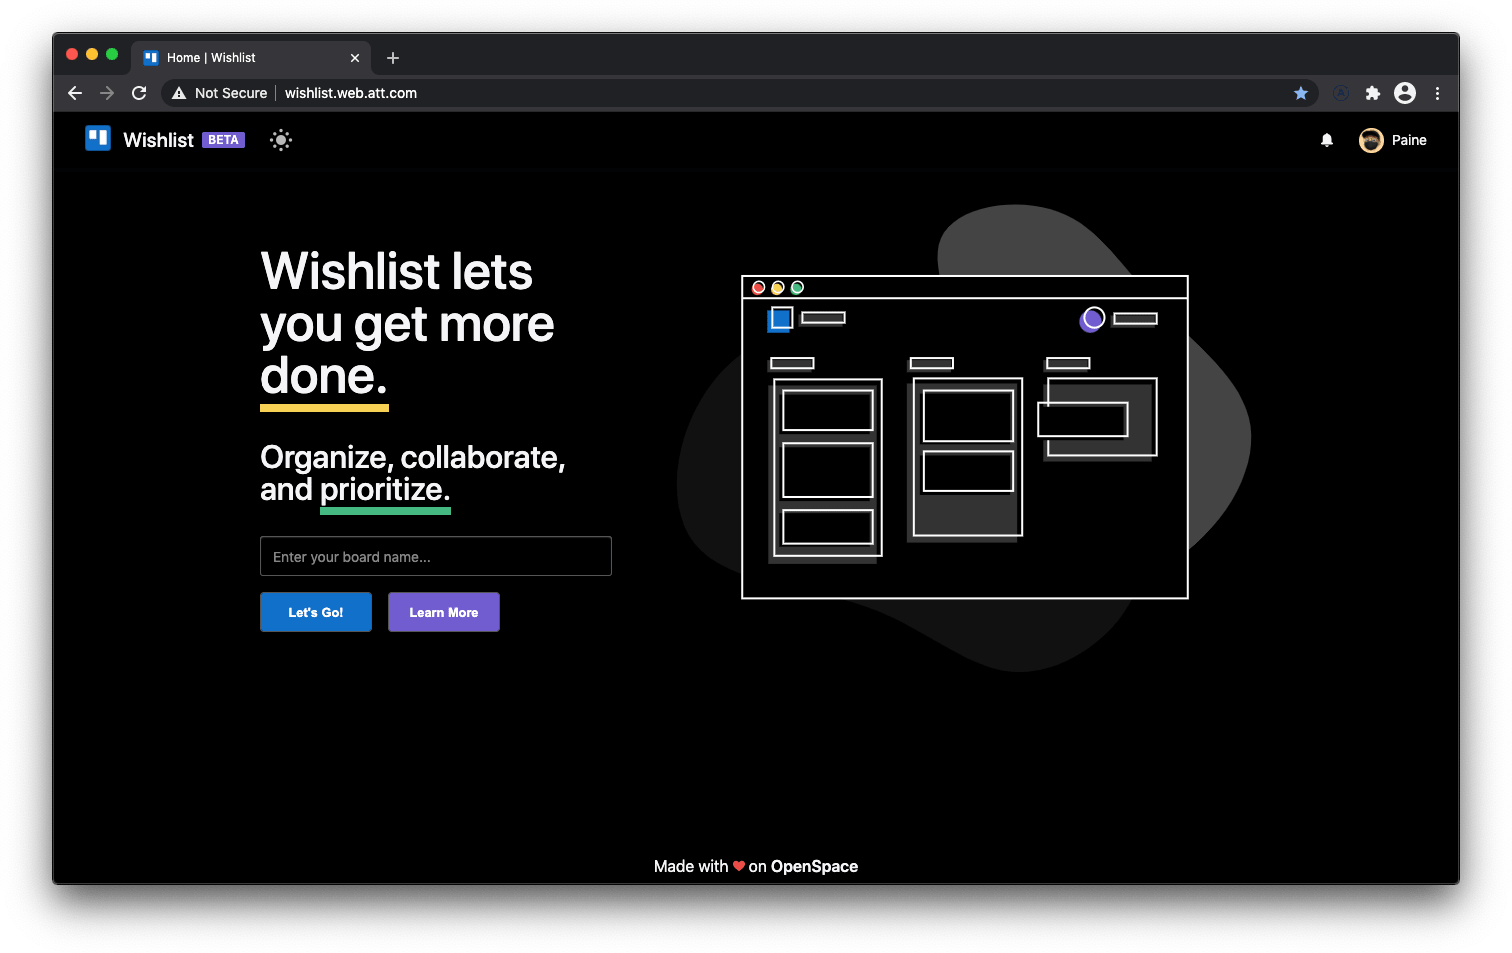 Home | Wishlist
Not Secure wishlist.web.att.com
Wishlist BETA
Paine
Wishlist lets
you get more
done.
Organize, collaborate,
and prioritize.
Enter your board name...
Let's Go! Learn More
Made with ❤ on OpenSpace